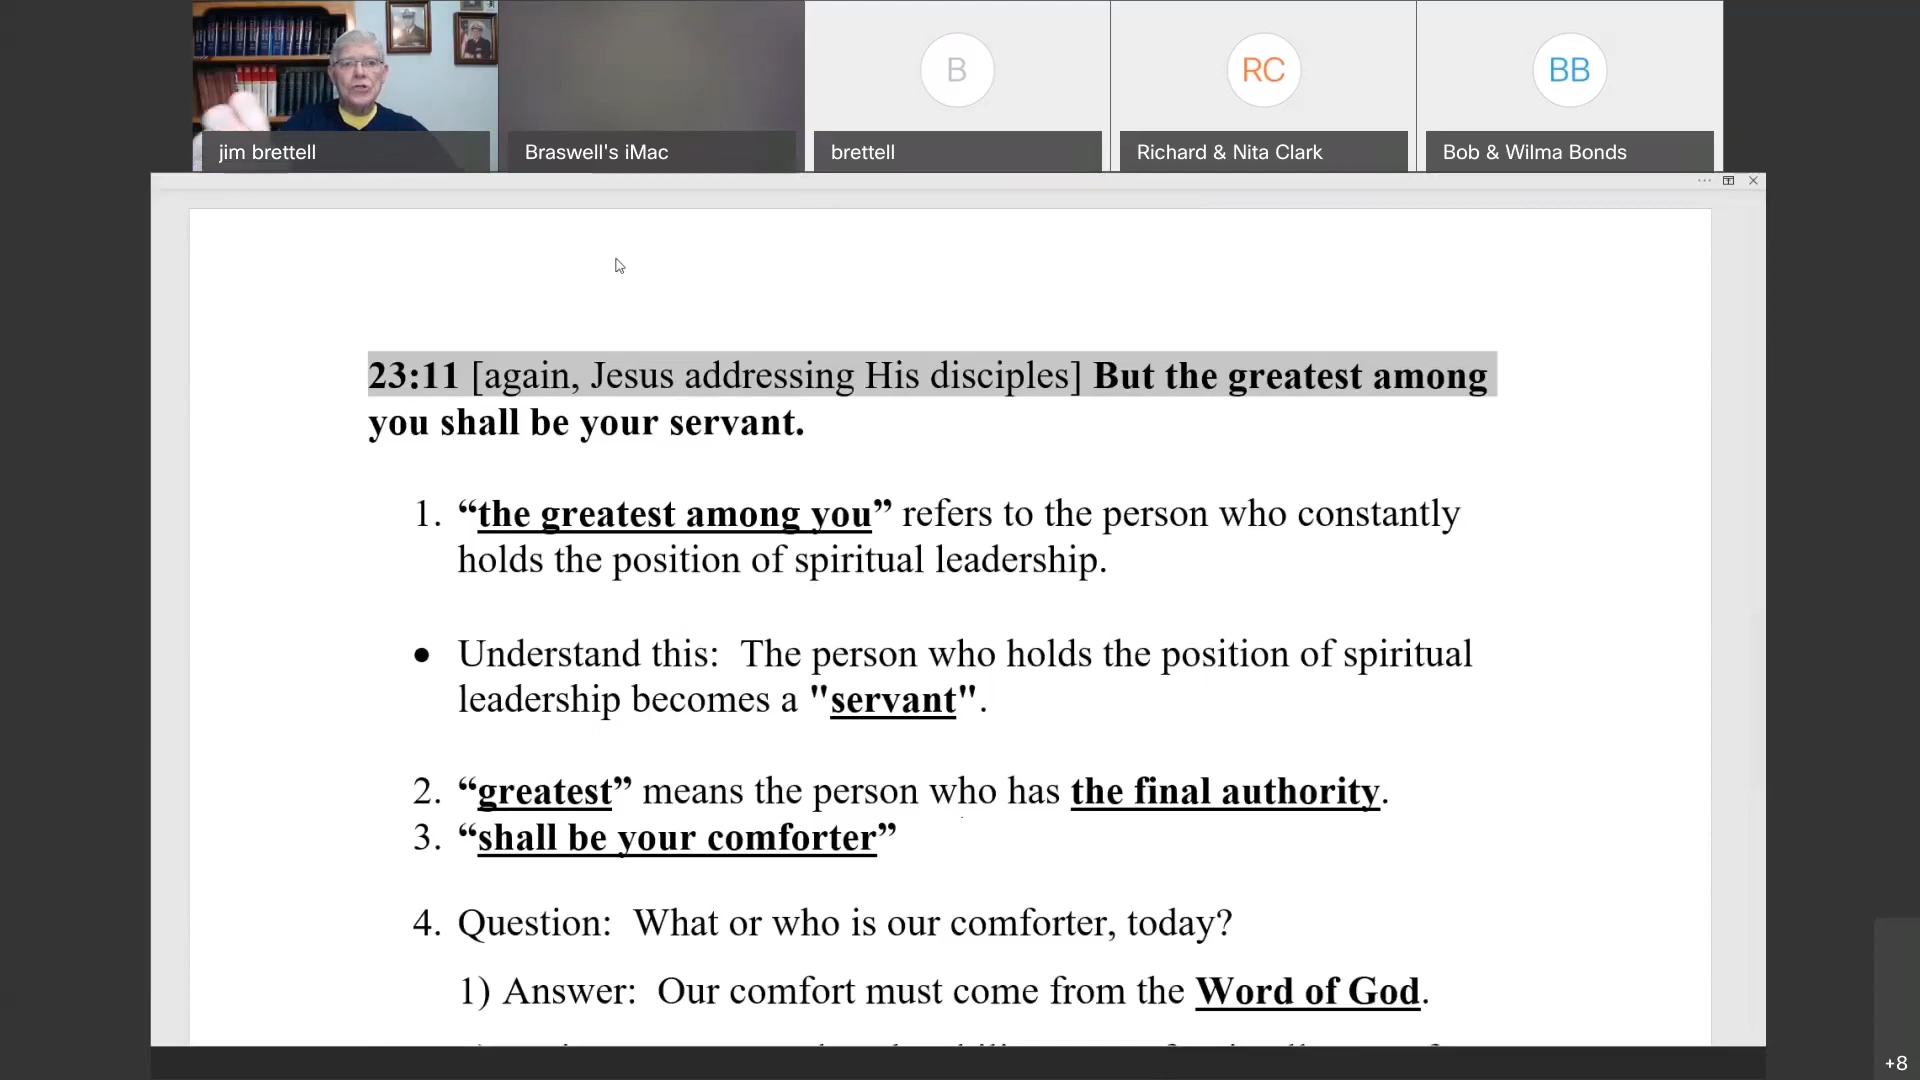 B
RC
BB
jim brettell
Braswell's iMac
brettell
Richard & Nita Clark
Bob & Wilma Bonds
23:11 [again, Jesus addressing His disciples] But the greatest among
you shall be your servant.
1. “the greatest among you” refers to the person who constantly
holds the position of spiritual leadership.
● Understand this:  The person who holds the position of spiritual
leadership becomes a "servant".
2. “greatest” means the person who has the final authority.
3. “shall be your comforter”
4. Question:  What or who is our comforter, today?
1) Answer:  Our comfort must come from the Word of God.
+8